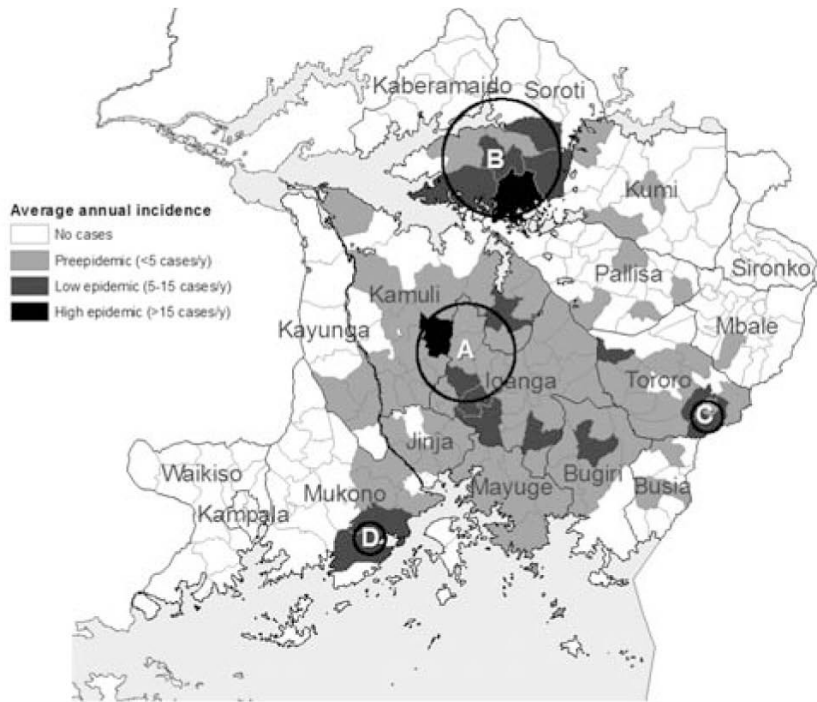 Kaberamaido
Soroti
B
Kumi
Average annual incidence
No cases
Preepidemic (<5 cases/y)
Low epidemic (5-15 cases/y)
High epidemic (>15 cases/y)
Pallisa
Sironko
Kamuli
Kayunga
Mbale
A
Iganga
Tororo
C
Jinja
Waikiso
Mukono
Mayuge
Bugiri
Busia
Kampala
D